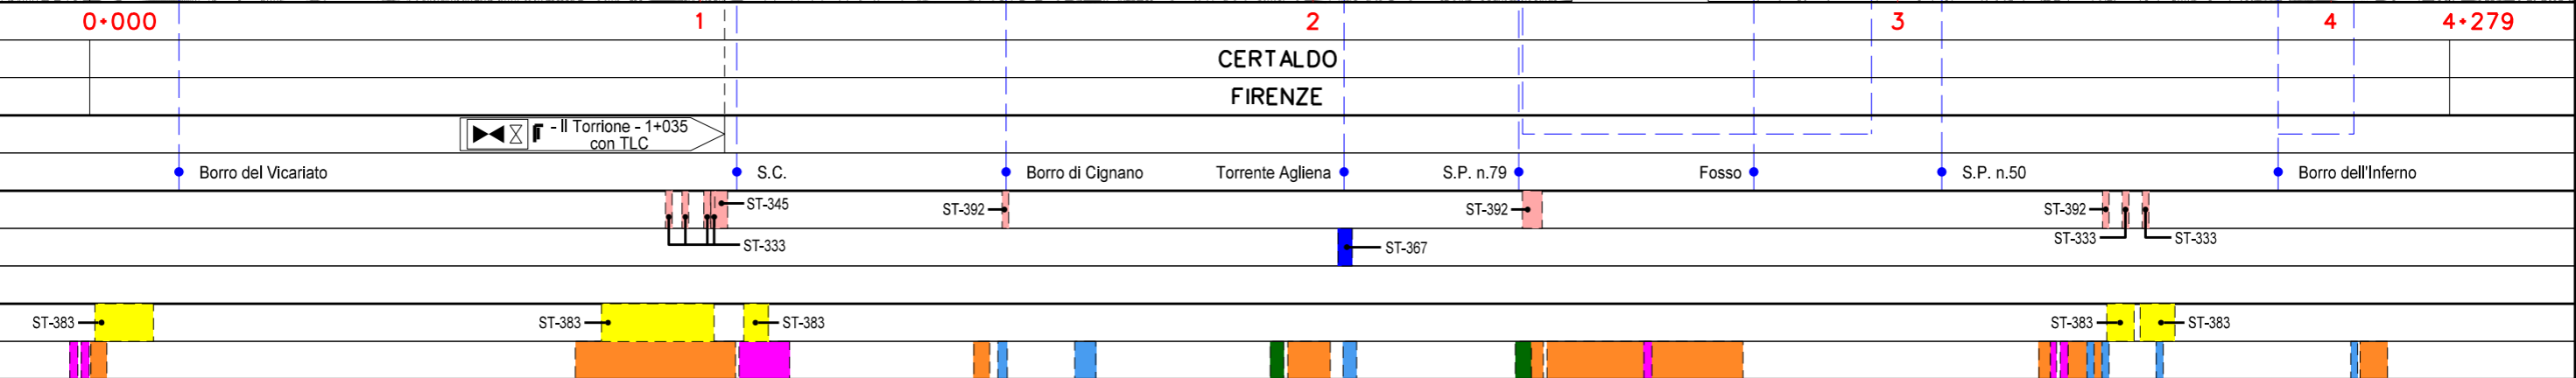 0+000 1 2 3 4 4+279
CERTALDO
FIRENZE
- Il Torrione - 1+035
con TLC
Borro del Vicariato S.C. Borro di Cignano Torrente Agliena S.P. n.79 Fosso S.P. n.50 Borro dell'Inferno
ST-345 ST-392 ST-392 ST-392
ST-333 ST-367 ST-333 ST-333
ST-383 ST-383 ST-383 ST-383 ST-383